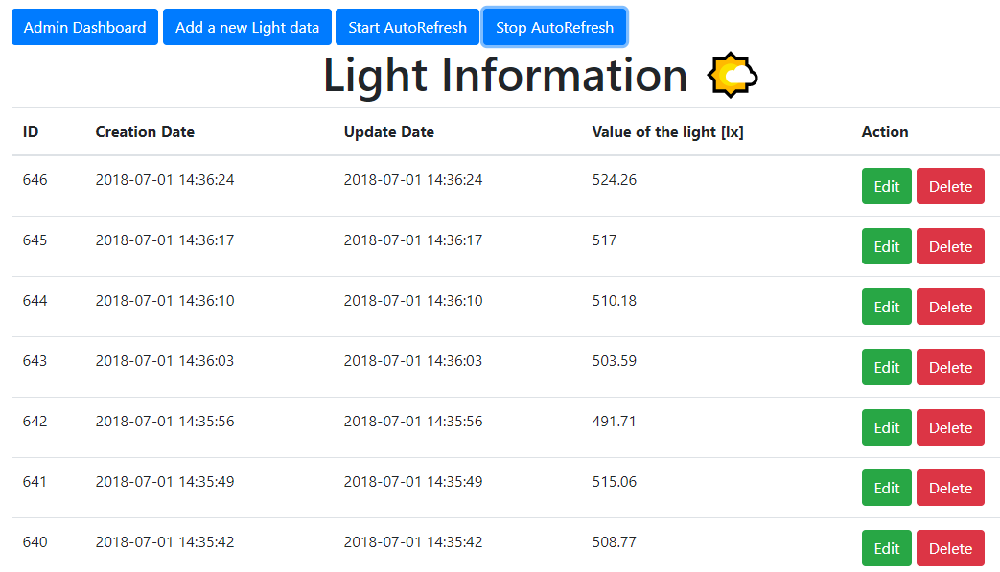 Admin Dashboard Add a new Light data Start AutoRefresh Stop AutoRefresh
Light Information
ID Creation Date Update Date Value of the light [lx] Action
646 2018-07-01 14:36:24 2018-07-01 14:36:24 524.26 Edit Delete
645 2018-07-01 14:36:17 2018-07-01 14:36:17 517 Edit Delete
644 2018-07-01 14:36:10 2018-07-01 14:36:10 510.18 Edit Delete
643 2018-07-01 14:36:03 2018-07-01 14:36:03 503.59 Edit Delete
642 2018-07-01 14:35:56 2018-07-01 14:35:56 491.71 Edit Delete
641 2018-07-01 14:35:49 2018-07-01 14:35:49 515.06 Edit Delete
640 2018-07-01 14:35:42 2018-07-01 14:35:42 508.77 Edit Delete